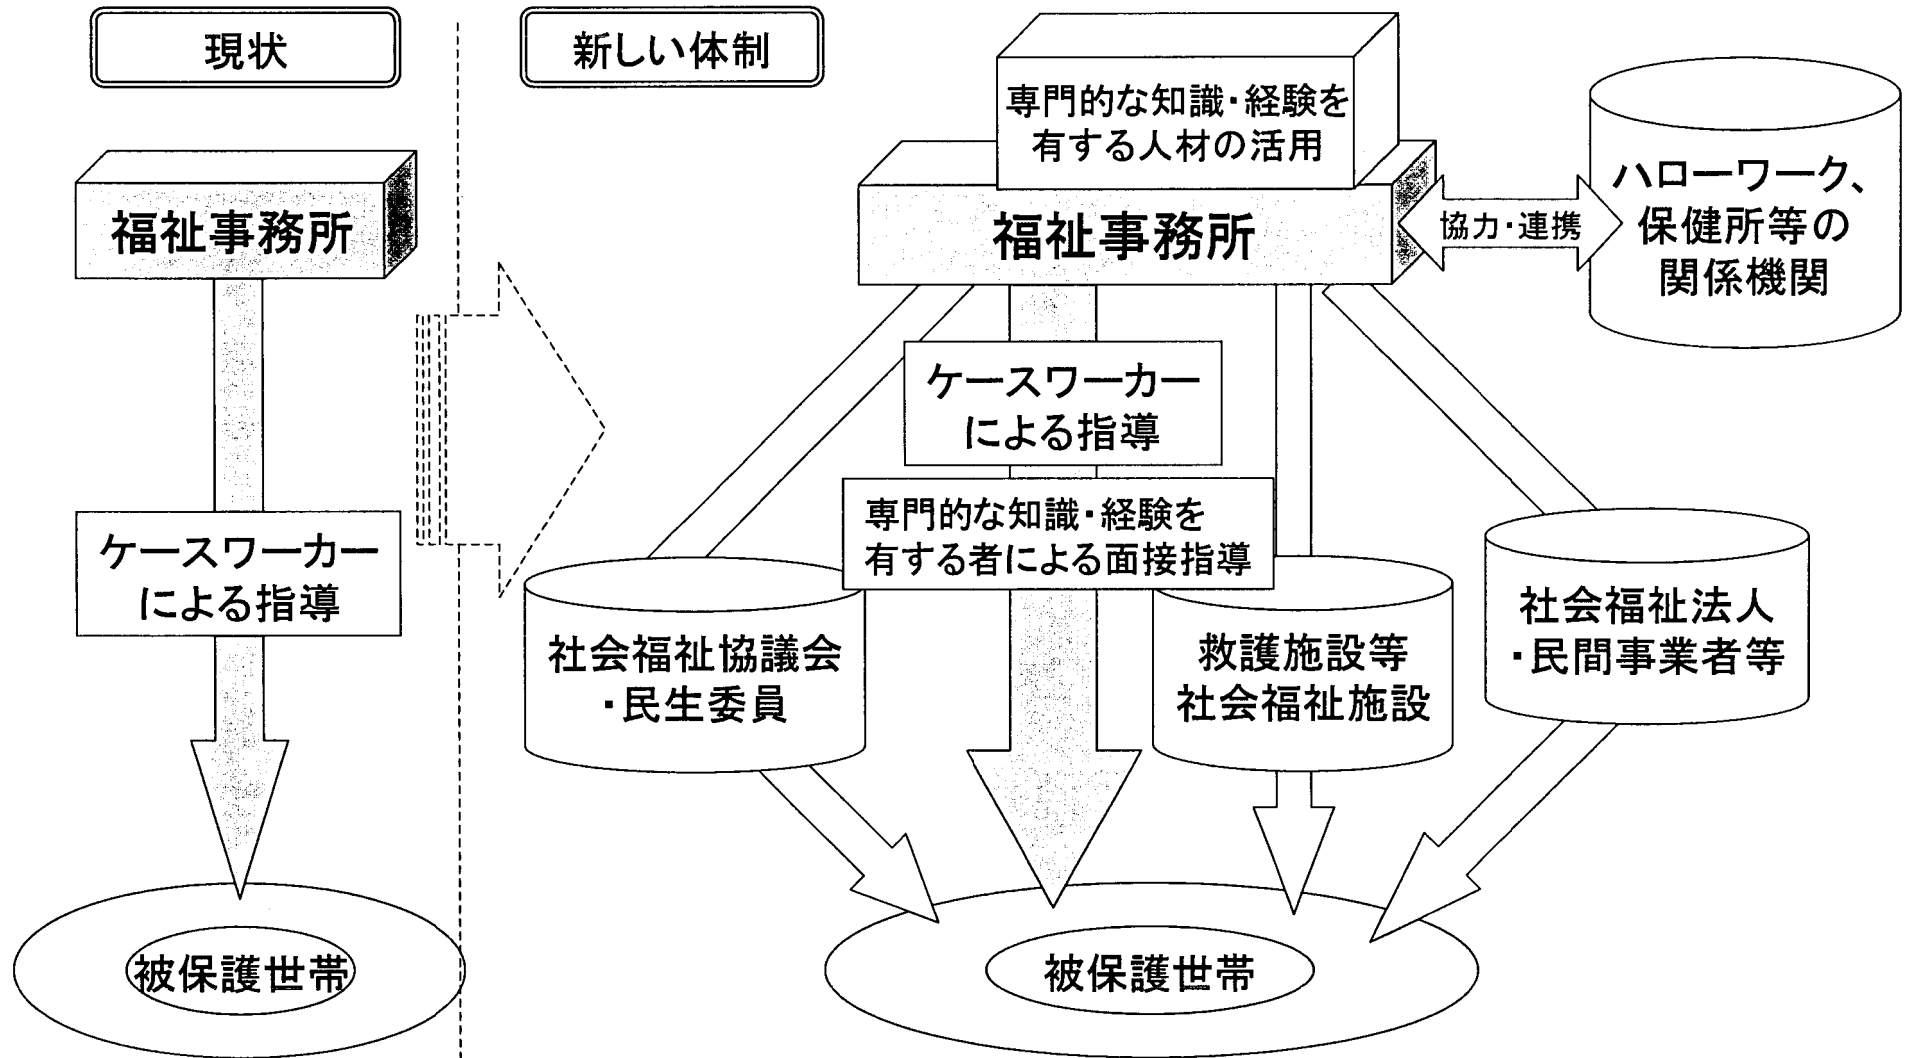 現状
福祉事務所
ケースワーカー
による指導
被保護世帯
新しい体制
専門的な知識・経験を
有する人材の活用
福祉事務所
協力・連携
ハローワーク、
保健所等の
関係機関
ケースワーカー
による指導
専門的な知識・経験を
有する者による面接指導
社会福祉協議会
・民生委員
救護施設等
社会福祉施設
社会福祉法人
・民間事業者等
被保護世帯